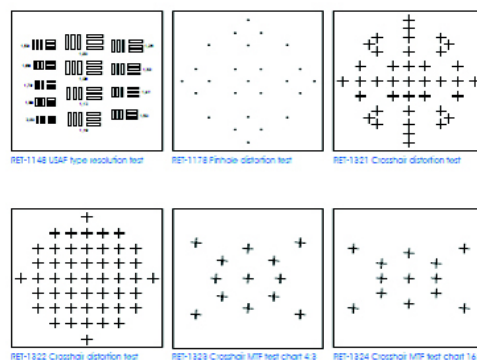 RET-1148 USAF type resolution test
RET-1178 Pinhole distortion test
RET-1321 Crosshair distortion test
RET-1322 Crosshair distortion test
RET-1323 Crosshair MTF test chart 4:3
RET-1324 Crosshair MTF test chart 16